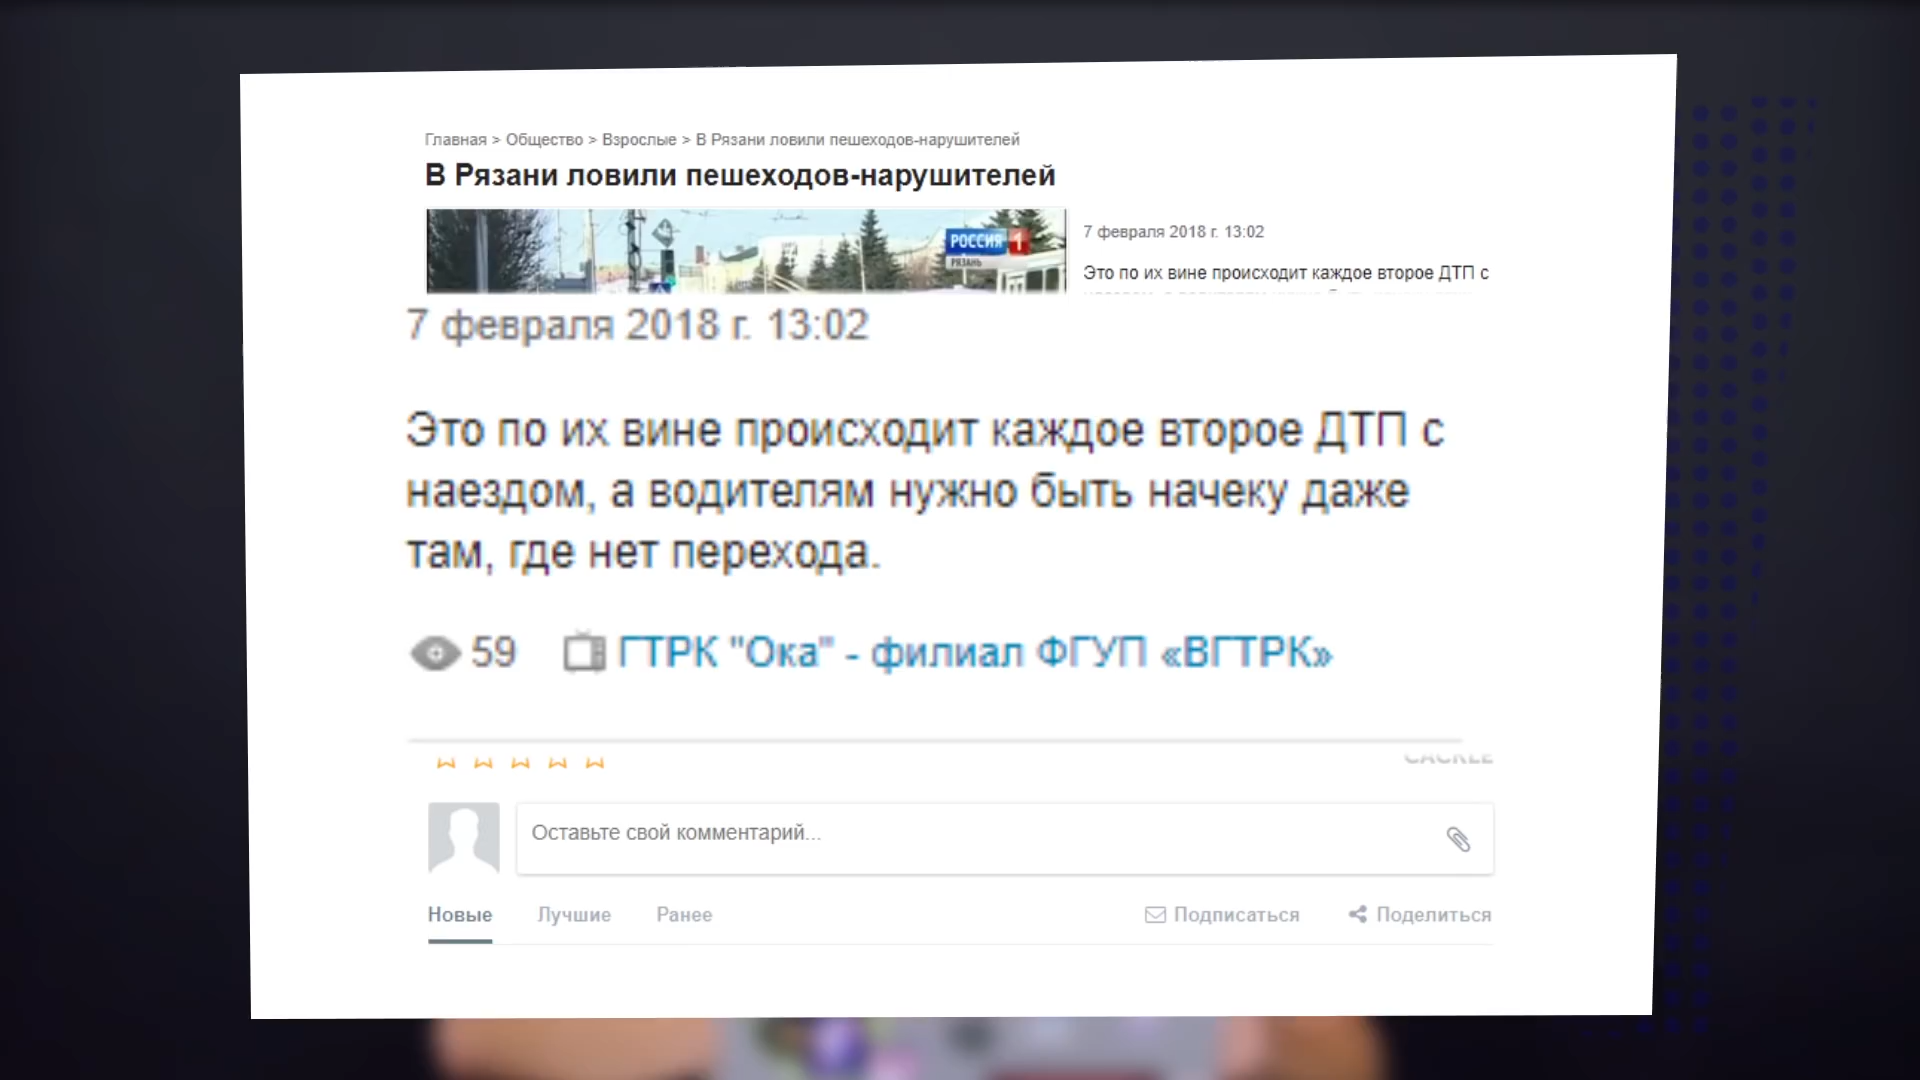 Главная > Общество > Взрослые > В Рязани ловили пешеходов-нарушителей
В Рязани ловили пешеходов-нарушителей
РОССИЯ 1
РЯЗАНЬ
7 февраля 2018 г. 13:02
Это по их вине происходит каждое второе ДТП с
7 февраля 2018 г. 13:02
Это по их вине происходит каждое второе ДТП с
наездом, а водителям нужно быть начеку даже
там, где нет перехода.
59 ГТРК "Ока" - филиал ФГУП «ВГТРК»
CACKLE
Оставьте свой комментарий...
Новые Лучшие Ранее Подписаться Поделиться